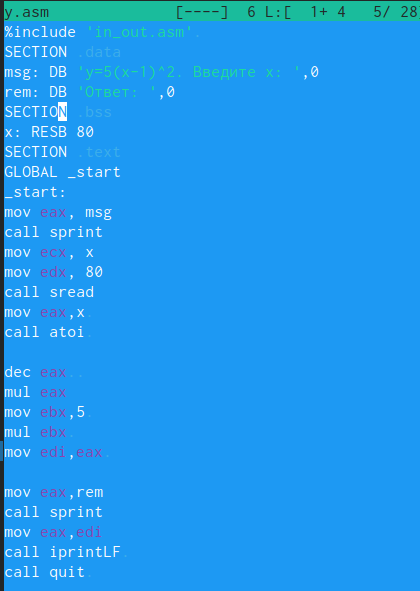 y.asm [----] 6 L:[ 1+ 4 5/ 28
%include 'in_out.asm'.
SECTION .data
msg: DB 'y=5(x-1)^2. Введите x: ',0
rem: DB 'Ответ: ',0
SECTION .bss
x: RESB 80
SECTION .text
GLOBAL _start
_start:
mov eax, msg
call sprint
mov ecx, x
mov edx, 80
call sread
mov eax,x.
call atoi.
dec eax..
mul eax
mov ebx,5.
mul ebx.
mov edi,eax.
mov eax,rem
call sprint
mov eax,edi
call iprintLF.
call quit.